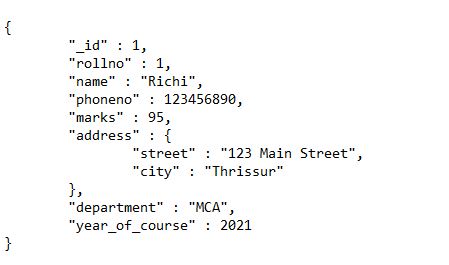 {
"_id" : 1,
"rollno" : 1,
"name" : "Richi",
"phoneno" : 123456890,
"marks" : 95,
"address" : {
"street" : "123 Main Street",
"city" : "Thrissur"
},
"department" : "MCA",
"year_of_course" : 2021
}